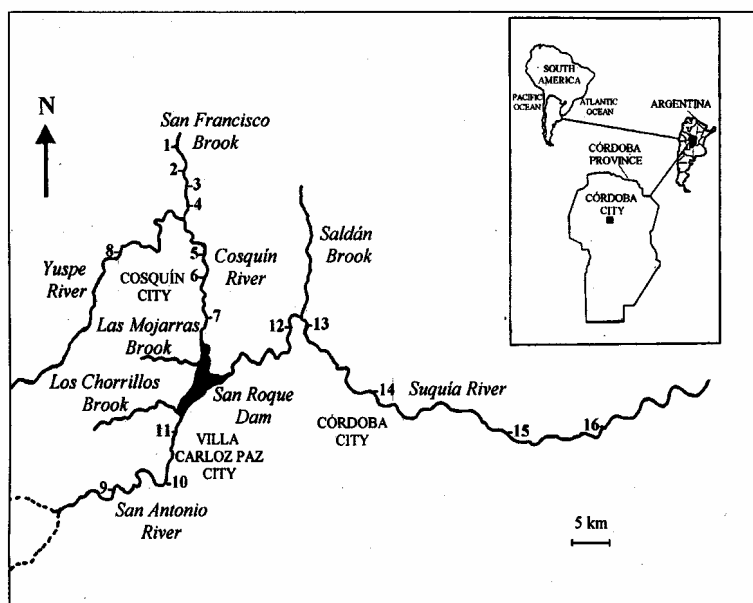 N
San Francisco
Brook
1
2
3
4
5
6
7
8
Yuspe
River
COSQUÍN
CITY
Cosquín
River
Las Mojarras
Brook
Los Chorrillos
Brook
San Roque
Dam
Saldán
Brook
12
13
14
Suquía River
15
16
CÓRDOBA
CITY
11
VILLA
CARLOZ PAZ
CITY
9
10
San Antonio
River
5 km
SOUTH
AMERICA
PACIFIC
OCEAN
ATLANTIC
OCEAN
ARGENTINA
CÓRDOBA
PROVINCE
CÓRDOBA
CITY